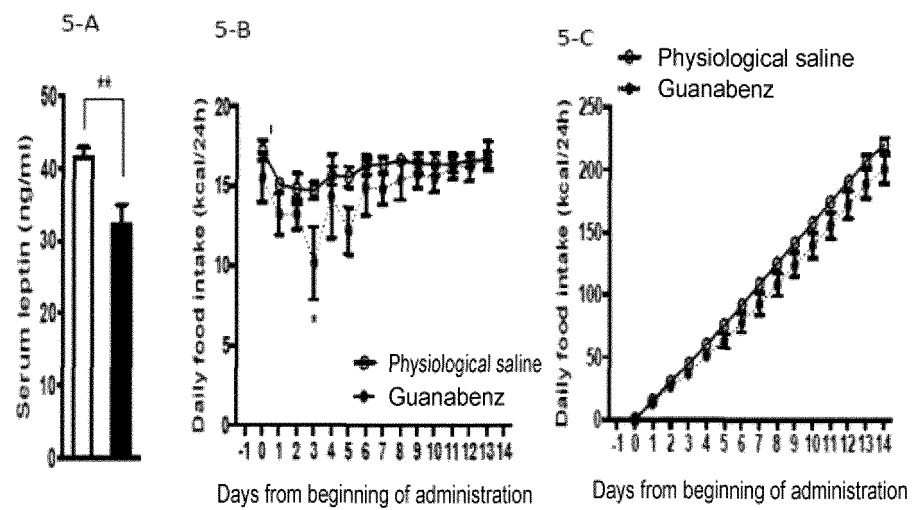 5-A
**
Serum leptin (ng/ml)
50
40
30
20
10
0
5-B
Daily food intake (kcal/24h)
20
15
10
5
0
*
Physiological saline
Guanabenz
-1 0 1 2 3 4 5 6 7 8 9 10 11 12 13 14
Days from beginning of administration
5-C
Physiological saline
Guanabenz
Daily food intake (kcal/24h)
250
200
150
100
50
0
-1 0 1 2 3 4 5 6 7 8 9 10 11 12 13 14
Days from beginning of administration